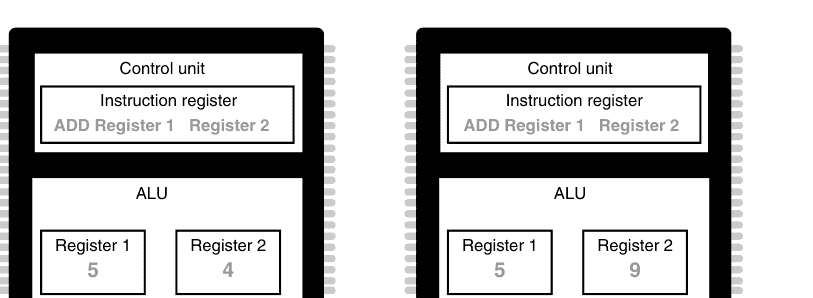 Control unit
Instruction register
ADD Register 1 Register 2
ALU
Register 1 Register 2
5 4
Control unit
Instruction register
ADD Register 1 Register 2
ALU
Register 1 Register 2
5 9